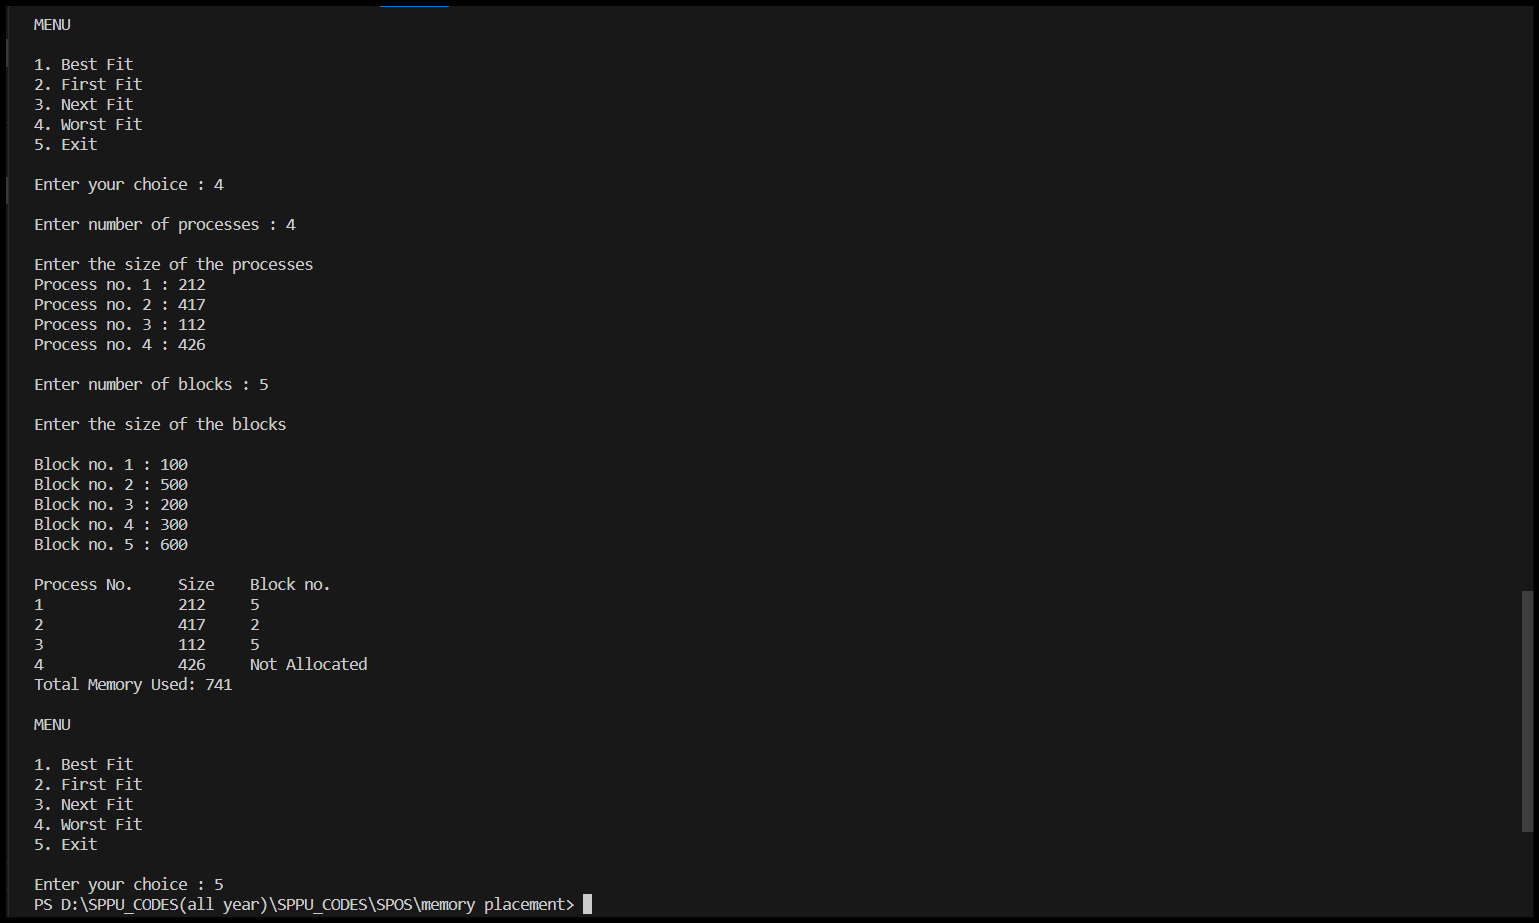 MENU
1. Best Fit
2. First Fit
3. Next Fit
4. Worst Fit
5. Exit
Enter your choice : 4
Enter number of processes : 4
Enter the size of the processes
Process no. 1 : 212
Process no. 2 : 417
Process no. 3 : 112
Process no. 4 : 426
Enter number of blocks : 5
Enter the size of the blocks
Block no. 1 : 100
Block no. 2 : 500
Block no. 3 : 200
Block no. 4 : 300
Block no. 5 : 600
Process No.     Size    Block no.
1               212     5
2               417     2
3               112     5
4               426     Not Allocated
Total Memory Used: 741
MENU
1. Best Fit
2. First Fit
3. Next Fit
4. Worst Fit
5. Exit
Enter your choice : 5
PS D:\SPPU_CODES(all year)\SPPU_CODES\SPOS\memory placement>